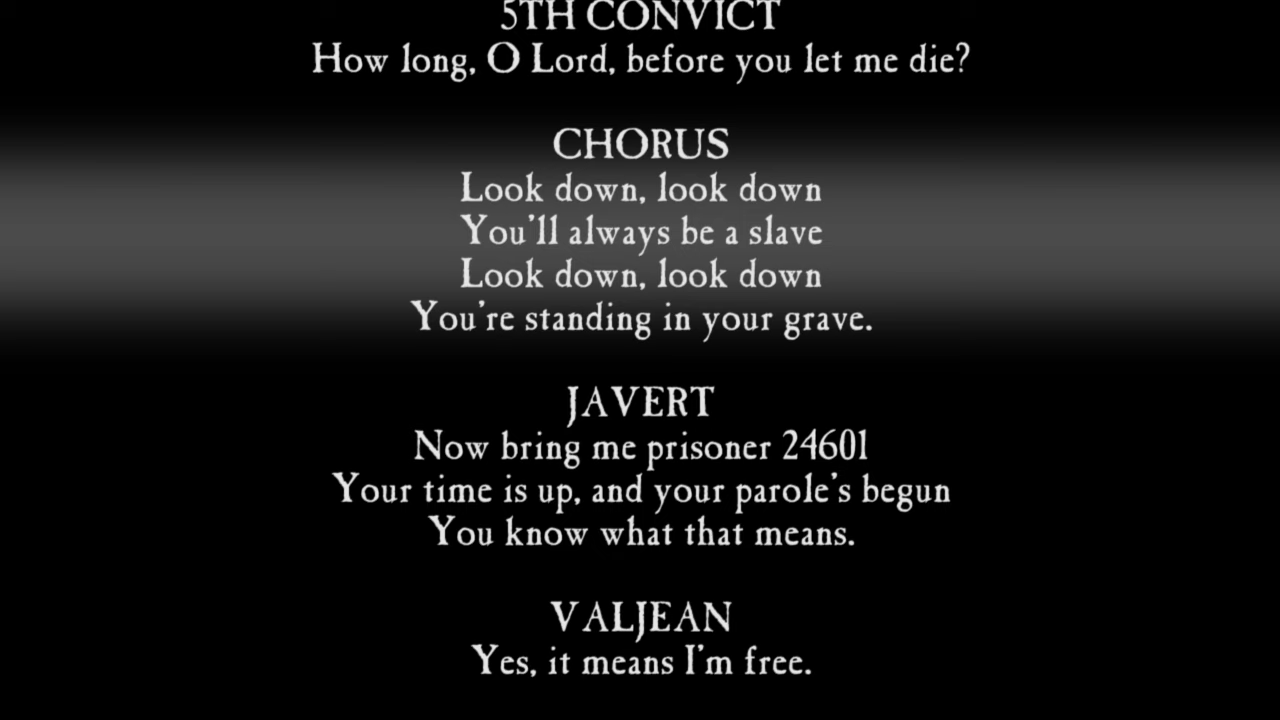 5TH CONVICT
How long, O Lord, before you let me die?
CHORUS
Look down, look down
You'll always be a slave
Look down, look down
You're standing in your grave.
JAVERT
Now bring me prisoner 24601
Your time is up, and your parole's begun
You know what that means.
VALJEAN
Yes, it means I'm free.